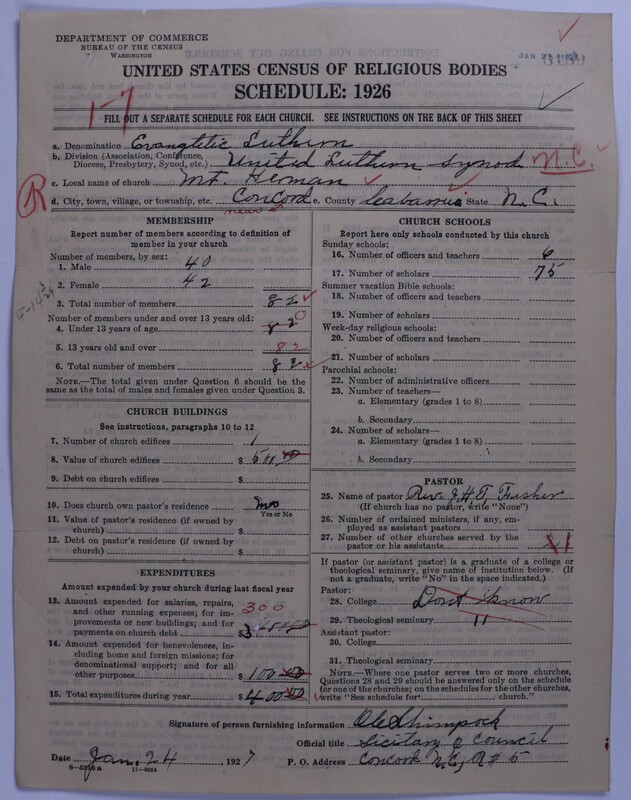 DEPARTMENT OF COMMERCE
BUREAU OF THE CENSUS
WASHINGTON
UNITED STATES CENSUS OF RELIGIOUS BODIES
SCHEDULE: 1926
1-7
FILL OUT A SEPARATE SCHEDULE FOR EACH CHURCH. SEE INSTRUCTIONS ON THE BACK OF THIS SHEET
a. Denomination
b. Division (Association, Conference, Diocese, Presbytery, Synod, etc.) United Luthern Synod N.C.
c. Local name of church Mt. Herman
R
d. City, town, village, or township, etc. near Concord e. County Cabarrus State N.C.
MEMBERSHIP
Report number of members according to definition of
member in your church
Number of members, by sex:
1. Male 40
2. Female 42
3. Total number of members 82
Number of members under and over 13 years old:
4. Under 13 years of age 82 0
5. 13 years old and over 82
6. Total number of members 82
NOTE.—The total given under Question 6 should be the
same as the total of males and females given under Question 3.
CHURCH BUILDINGS
See instructions, paragraphs 10 to 12
7. Number of church edifices 1
8. Value of church edifices $
9. Debt on church edifices $
10. Does church own pastor's residence? no
Yes or No
11. Value of pastor's residence (if owned by
church) $
12. Debt on pastor's residence (if owned by
church) $
EXPENDITURES
Amount expended by your church during last fiscal year
13. Amount expended for salaries, repairs,
and other running expenses; for im-
provements or new buildings; and for
payments on church debt 300 $
14. Amount expended for benevolences, in-
cluding home and foreign missions; for
denominational support; and for all
other purposes $ 100 00
15. Total expenditures during year $ 400 00
CHURCH SCHOOLS
Report here only schools conducted by this church
Sunday schools:
16. Number of officers and teachers 6
17. Number of scholars 75
Summer vacation Bible schools:
18. Number of officers and teachers
19. Number of scholars
Week-day religious schools:
20. Number of officers and teachers
21. Number of scholars
Parochial schools:
22. Number of administrative officers
23. Number of teachers—
a. Elementary (grades 1 to 8)
b. Secondary
24. Number of scholars—
a. Elementary (grades 1 to 8)
b. Secondary
PASTOR
25. Name of pastor Rev.
(If church has no pastor, write "None")
26. Number of ordained ministers, if any, em-
ployed as assistant pastors
27. Number of other churches served by the
pastor or his assistants 1
If pastor (or assistant pastor) is a graduate of a college or
theological seminary, give name of institution below. (If
not a graduate, write "No" in the space indicated.)
Pastor:
28. College Dont know
29. Theological seminary "
Assistant pastor:
30. College
31. Theological seminary
NOTE.—Where one pastor serves two or more churches,
Questions 28 and 29 should be answered only on the schedule
for one of the churches; on the schedules for the other churches,
write "See schedule for church."
Signature of person furnishing information
Official title Sicitary of Council
Date Jan. 24, 1927 P. O. Address Concord N.C, R# 5
11—9684